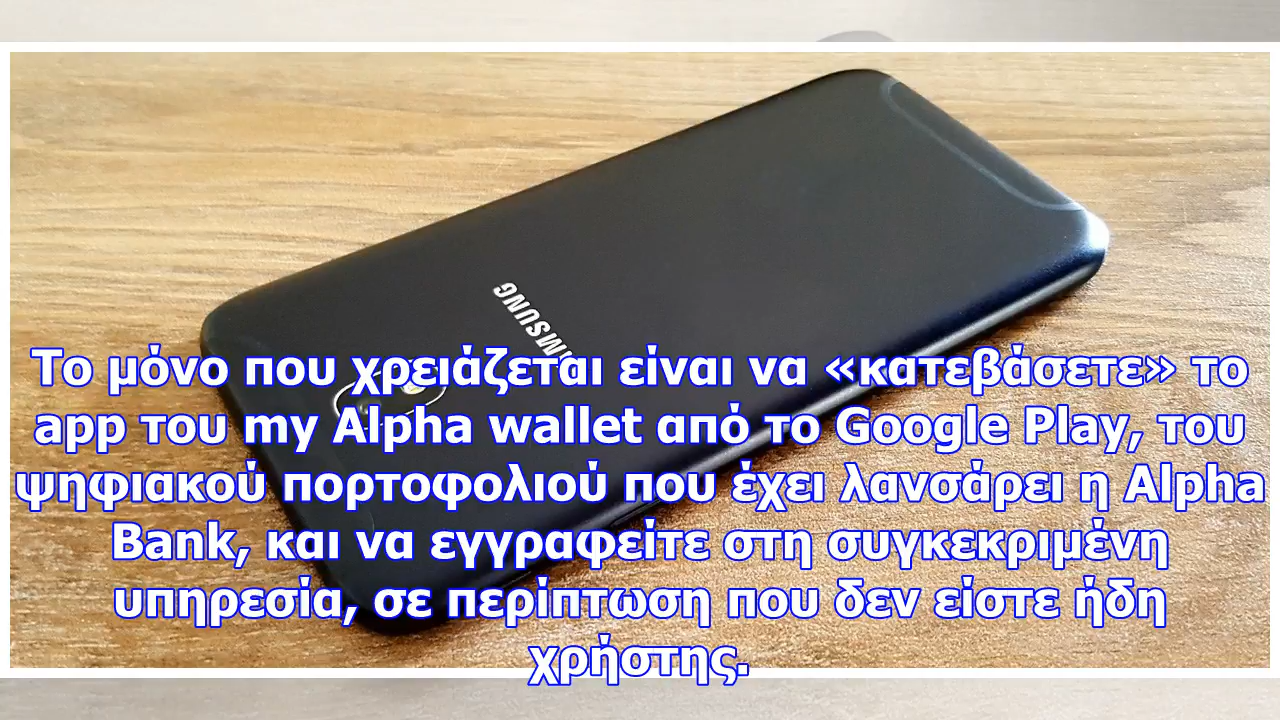 SAMSUNG
Το μόνο που χρειάζεται είναι να «κατεβάσετε» το
app του my Alpha wallet από το Google Play, του
ψηφιακού πορτοφολιού που έχει λανσάρει η Alpha
Bank, και να εγγραφείτε στη συγκεκριμένη
υπηρεσία, σε περίπτωση που δεν είστε ήδη
χρήστης.